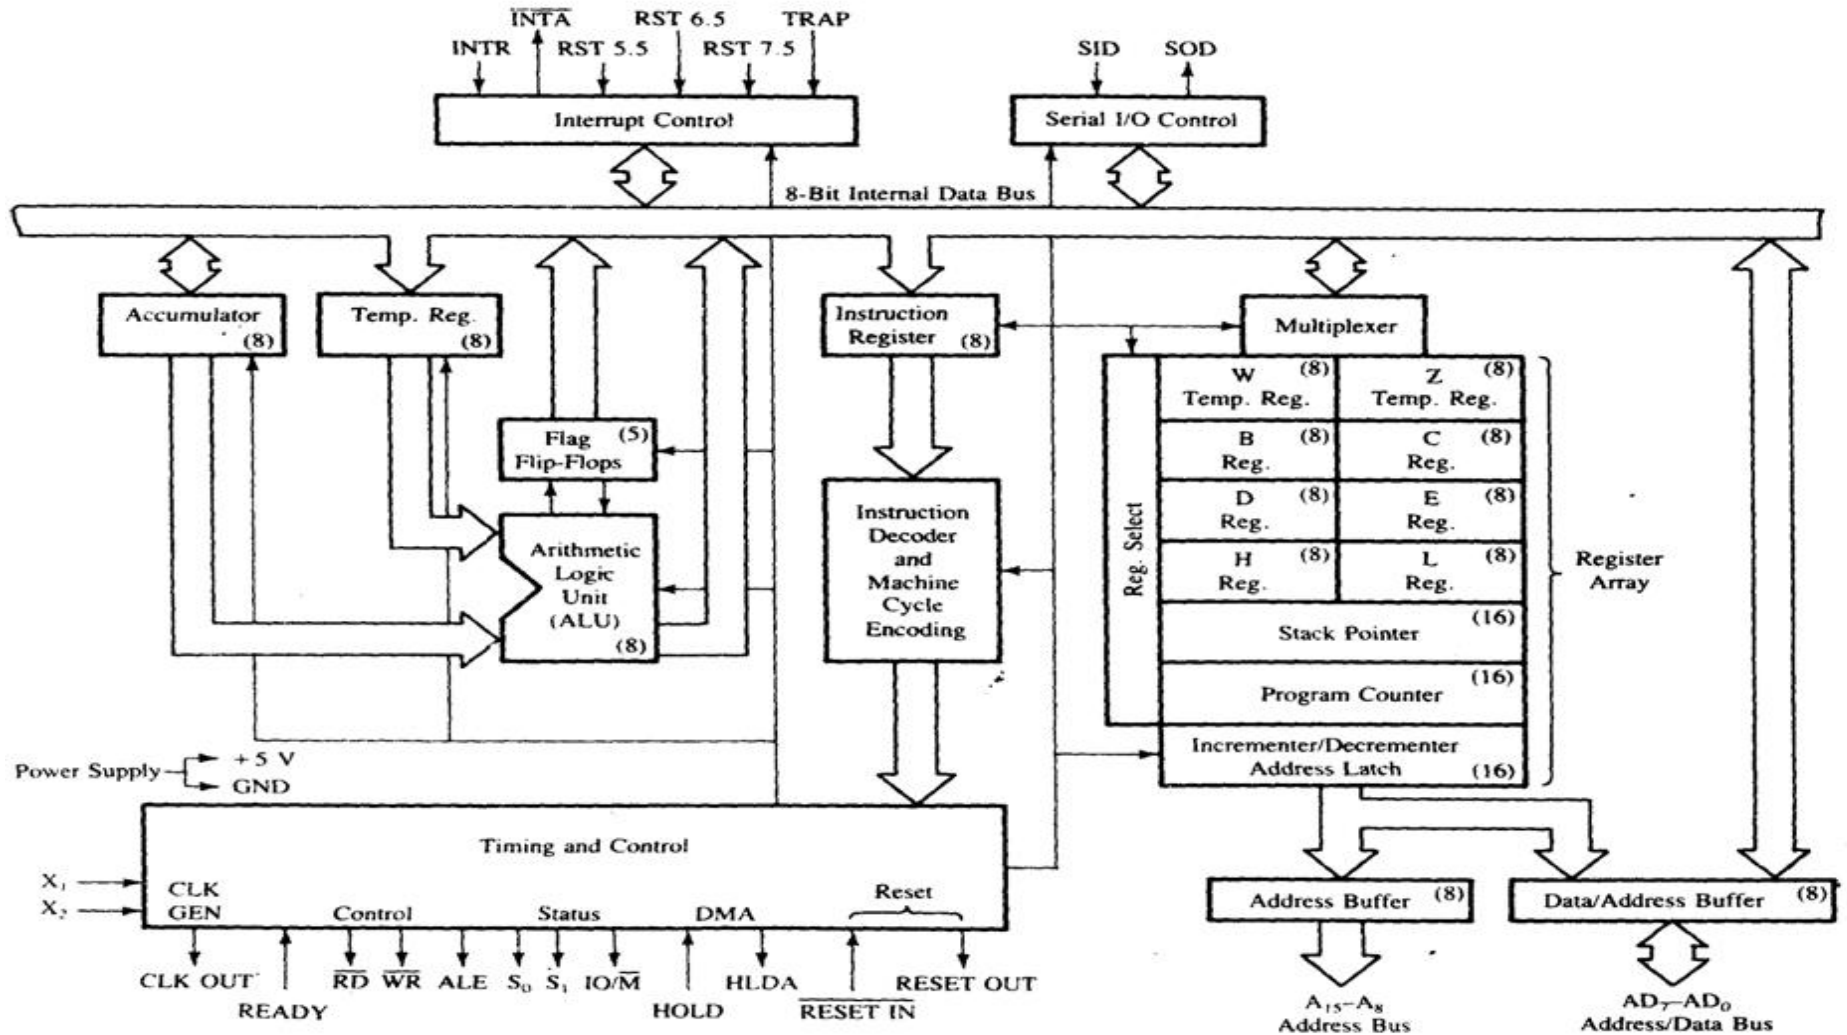 INTA RST 6.5 TRAP
INTR RST 5.5 RST 7.5
SID SOD
Interrupt Control
Serial I/O Control
8-Bit Internal Data Bus
Accumulator
(8)
Temp. Reg.
(8)
Instruction
Register
(8)
Multiplexer
Flag
Flip-Flops
(5)
Arithmetic
Logic
Unit
(ALU)
(8)
Instruction
Decoder
and
Machine
Cycle
Encoding
Reg. Select
W (8)
Temp. Reg.
Z (8)
Temp. Reg.
B (8)
Reg.
C (8)
Reg.
D (8)
Reg.
E (8)
Reg.
H (8)
Reg.
L (8)
Reg.
Stack Pointer (16)
Program Counter (16)
Incrementer/Decrementer
Address Latch (16)
Register
Array
Power Supply
+5 V
GND
Timing and Control
X₁
X₂
CLK
GEN
Control
Status
DMA
Reset
CLK OUT
READY
RD
WR
ALE
S₀
S₁
IO/M
HOLD
HLDA
RESET IN
RESET OUT
Address Buffer (8)
Data/Address Buffer (8)
A₁₅–A₈
Address Bus
AD₇–AD₀
Address/Data Bus